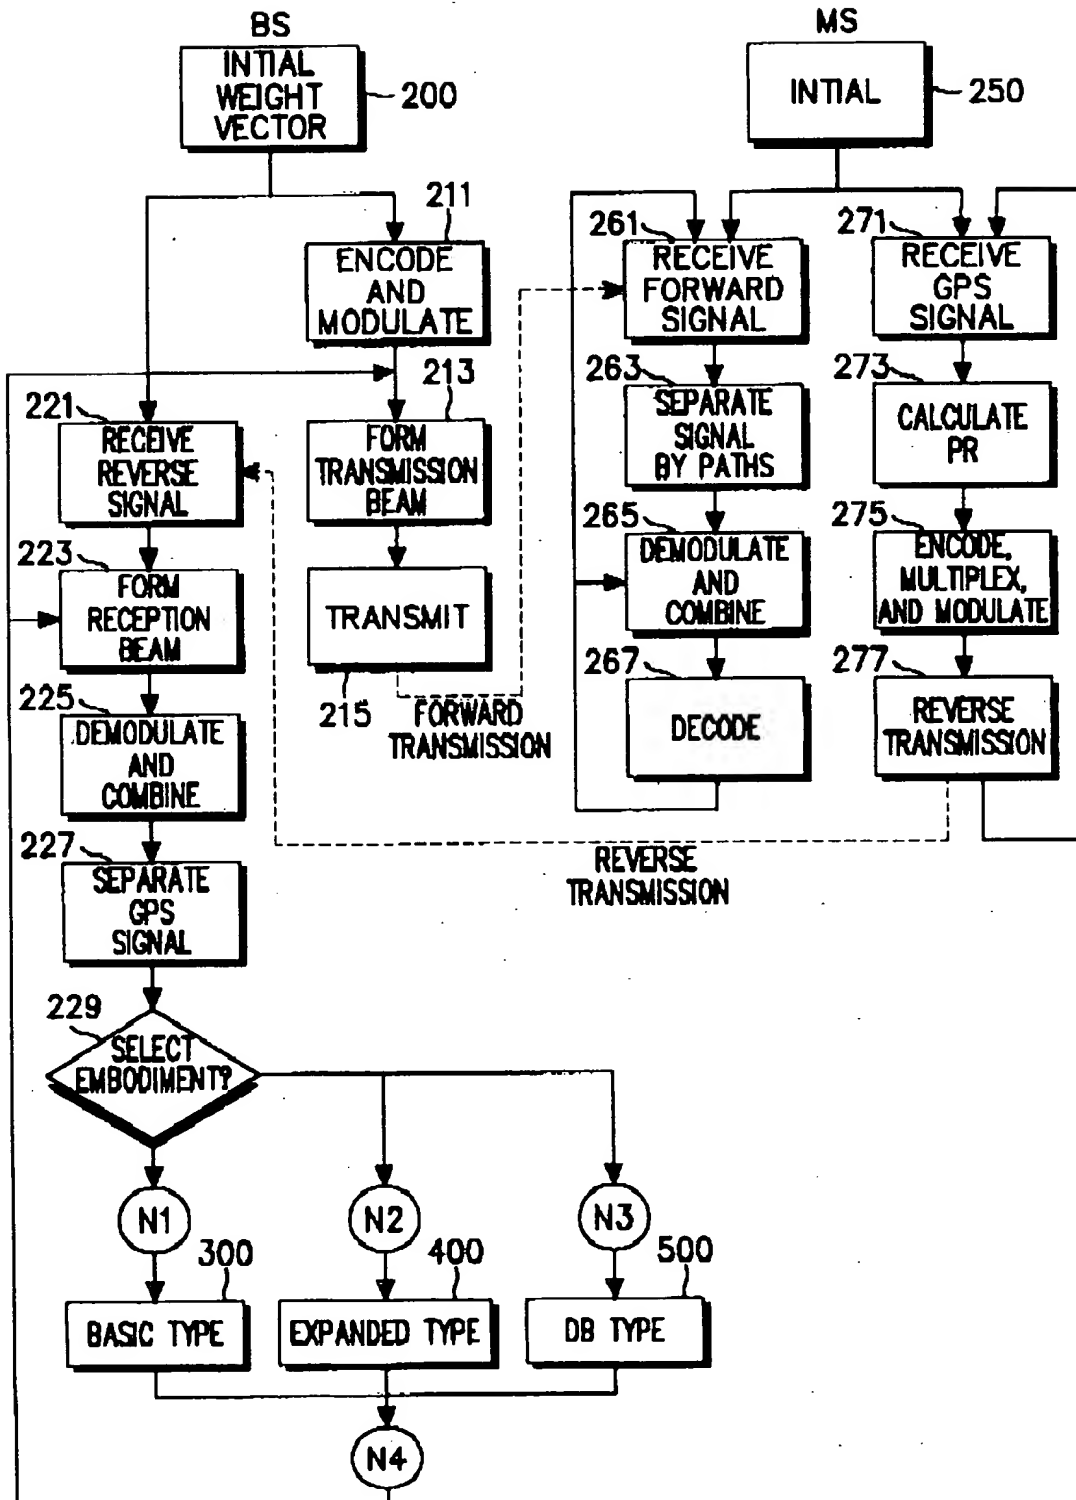 BS
INTIAL
WEIGHT
VECTOR
200
MS
INTIAL
250
211
ENCODE
AND
MODULATE
261
RECEIVE
FORWARD
SIGNAL
271
RECEIVE
GPS
SIGNAL
221
RECEIVE
REVERSE
SIGNAL
213
FORM
TRANSMISSION
BEAM
263
SEPARATE
SIGNAL
BY PATHS
273
CALCULATE
PR
223
FORM
RECEPTION
BEAM
TRANSMIT
215
FORWARD
TRANSMISSION
265
DEMODULATE
AND
COMBINE
275
ENCODE,
MULTIPLEX,
AND MODULATE
225
DEMODULATE
AND
COMBINE
267
DECODE
277
REVERSE
TRANSMISSION
REVERSE
TRANSMISSION
227
SEPARATE
GPS
SIGNAL
229
SELECT
EMBODIMENT?
N1
N2
N3
300
BASIC TYPE
400
EXPANDED TYPE
500
DB TYPE
N4